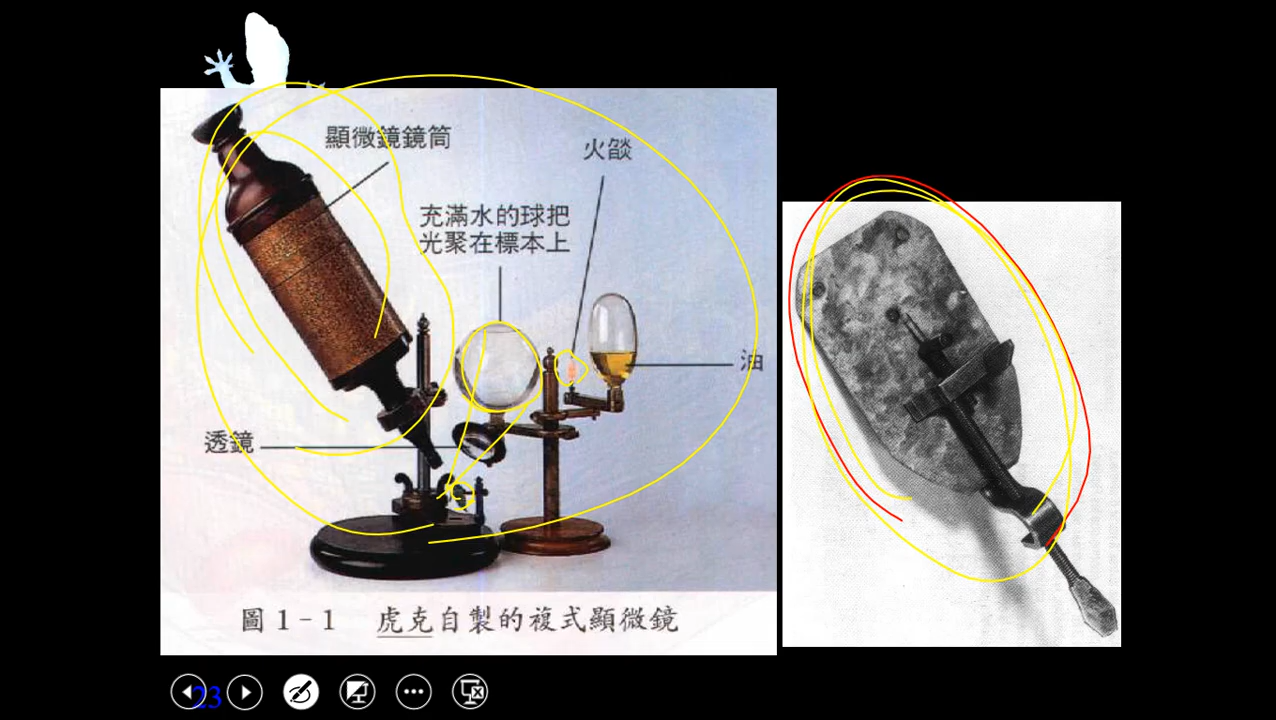 顯微鏡鏡筒
火燄
充滿水的球把
光聚在標本上
油
透鏡
圖1-1 虎克自製的複式顯微鏡
23